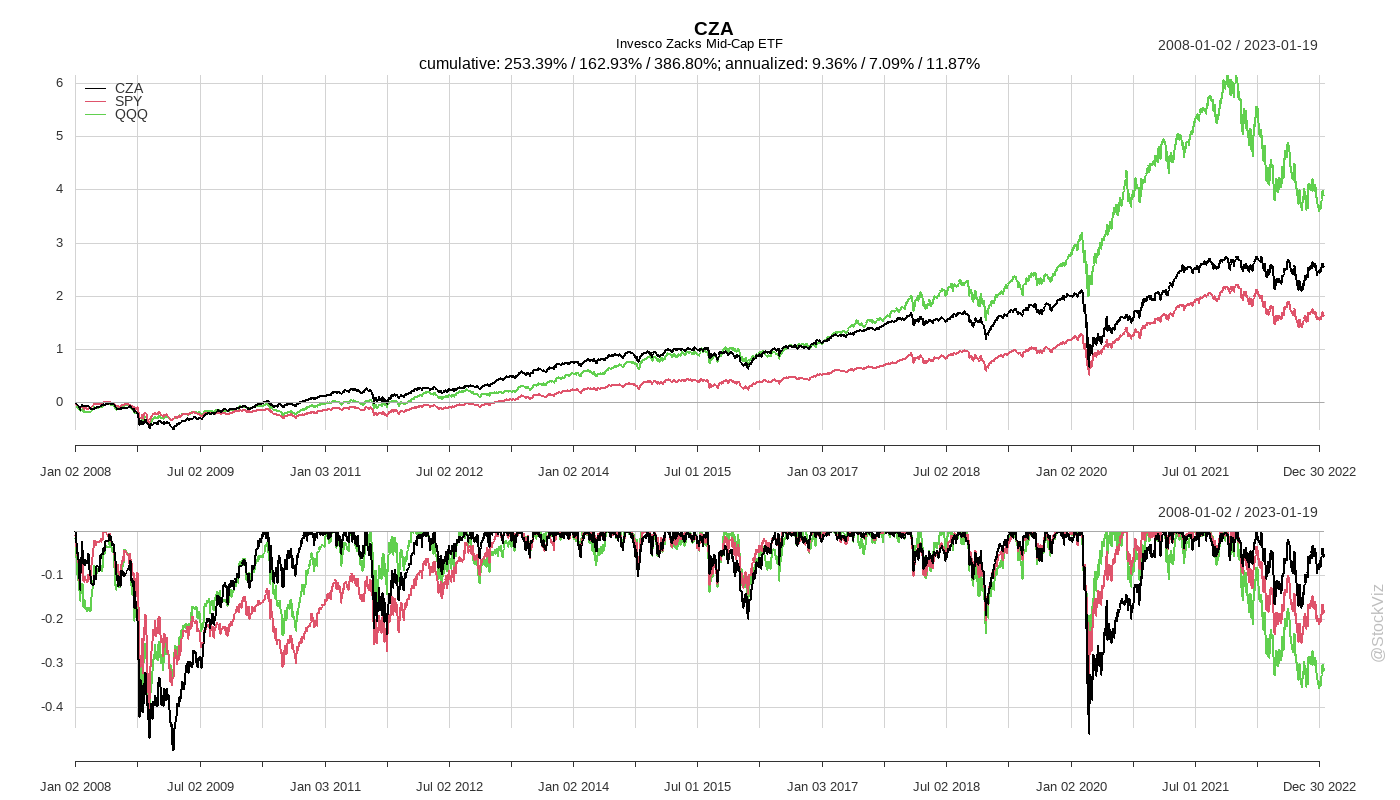 CZA
Invesco Zacks Mid-Cap ETF
2008-01-02 / 2023-01-19
cumulative: 253.39% / 162.93% / 386.80%; annualized: 9.36% / 7.09% / 11.87%
CZA
SPY
QQQ
6
5
4
3
2
1
0
Jan 02 2008 Jul 02 2009 Jan 03 2011 Jul 02 2012 Jan 02 2014 Jul 01 2015 Jan 03 2017 Jul 02 2018 Jan 02 2020 Jul 01 2021 Dec 30 2022
2008-01-02 / 2023-01-19
-0.1
-0.2
-0.3
-0.4
Jan 02 2008 Jul 02 2009 Jan 03 2011 Jul 02 2012 Jan 02 2014 Jul 01 2015 Jan 03 2017 Jul 02 2018 Jan 02 2020 Jul 01 2021 Dec 30 2022
@StockViz